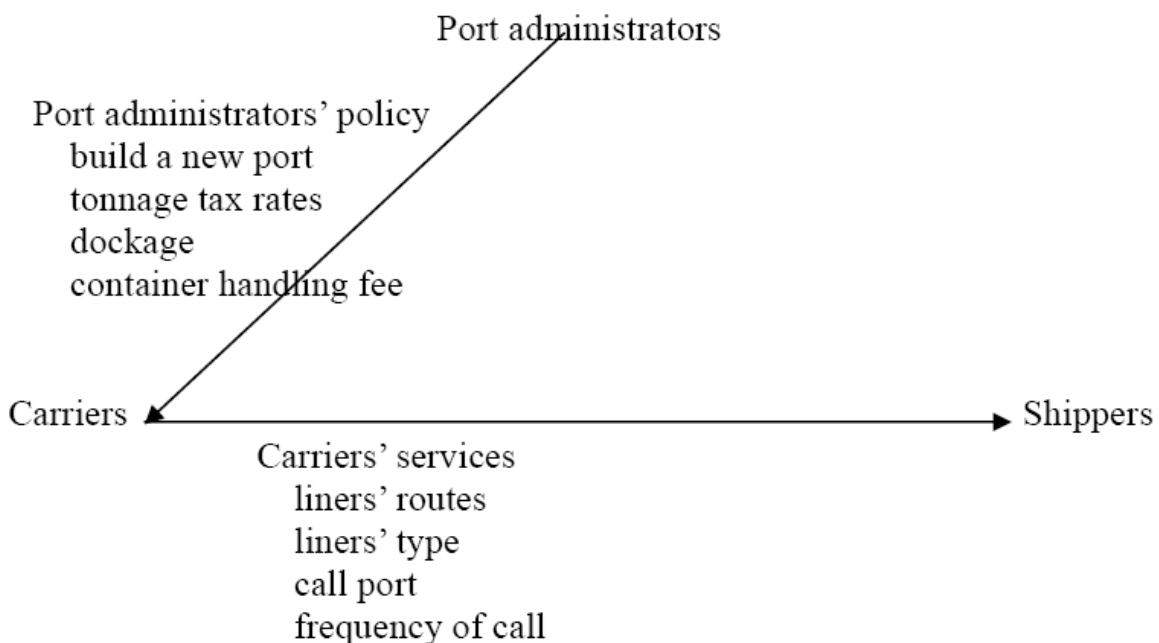 Port administrators
Port administrators’ policy
build a new port
tonnage tax rates
dockage
container handling fee
Carriers
Shippers
Carriers’ services
liners’ routes
liners’ type
call port
frequency of call